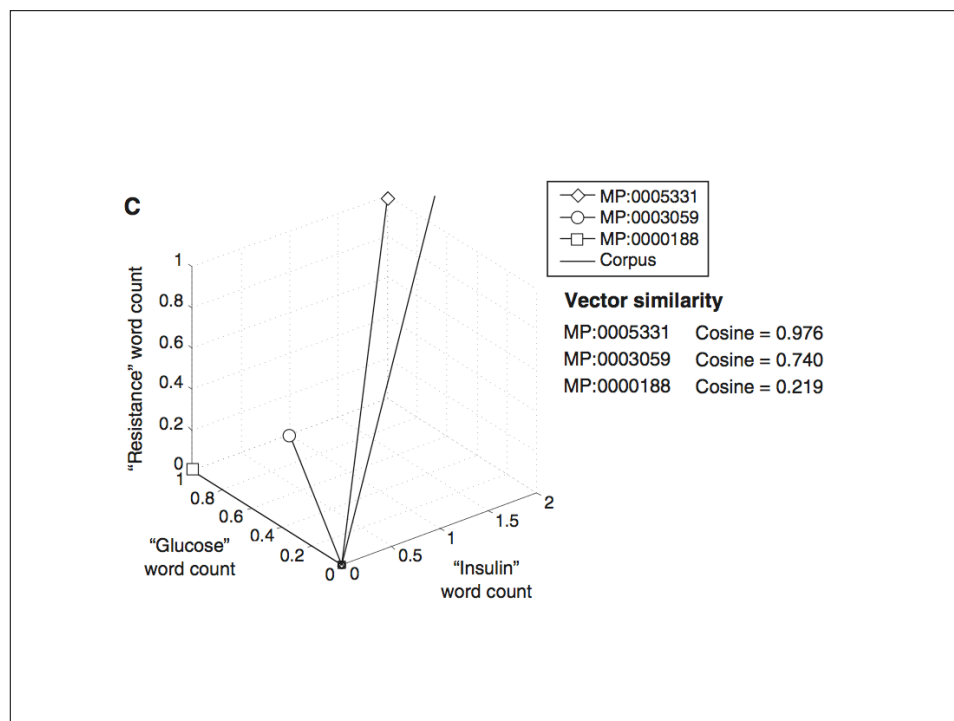 C
MP:0005331
MP:0003059
MP:0000188
Corpus
Vector similarity
MP:0005331 Cosine = 0.976
MP:0003059 Cosine = 0.740
MP:0000188 Cosine = 0.219
“Resistance” word count
1
0.8
0.6
0.4
0.2
0
1
0.8
0.6
0.4
0.2
0
“Glucose”
word count
0
0.5
1
1.5
2
“Insulin”
word count